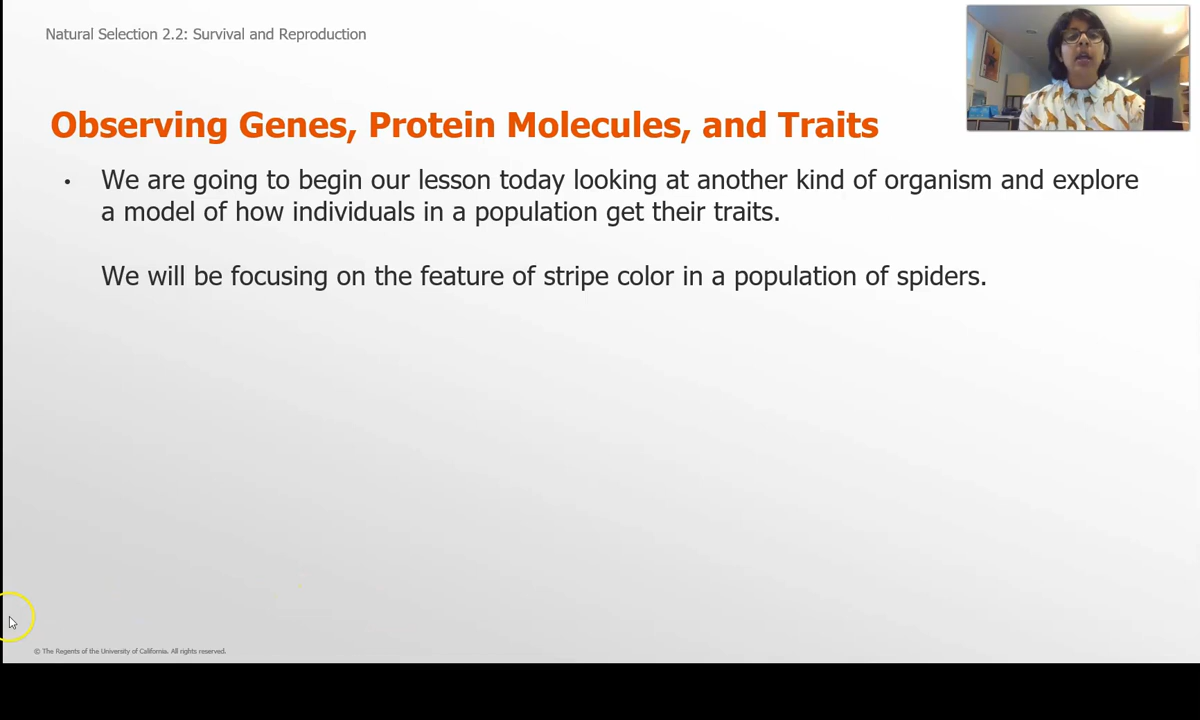 Natural Selection 2.2: Survival and Reproduction
Observing Genes, Protein Molecules, and Traits
• We are going to begin our lesson today looking at another kind of organism and explore
a model of how individuals in a population get their traits.
We will be focusing on the feature of stripe color in a population of spiders.
© The Regents of the University of California. All rights reserved.